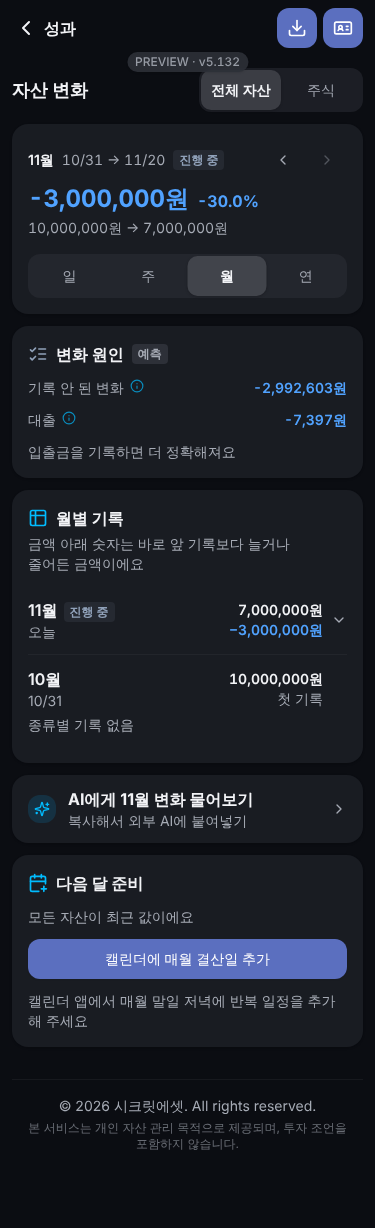 성과
PREVIEW · v5.132
자산 변화
전체 자산
주식
11월 10/31 → 11/20 진행 중
-3,000,000원 -30.0%
10,000,000원 → 7,000,000원
일
주
월
연
변화 원인 예측
기록 안 된 변화
-2,992,603원
대출
-7,397원
입출금을 기록하면 더 정확해져요
월별 기록
금액 아래 숫자는 바로 앞 기록보다 늘거나
줄어든 금액이에요
11월 진행 중
7,000,000원
오늘
−3,000,000원
10월
10,000,000원
10/31
첫 기록
종류별 기록 없음
AI에게 11월 변화 물어보기
복사해서 외부 AI에 붙여넣기
다음 달 준비
모든 자산이 최근 값이에요
캘린더에 매월 결산일 추가
캘린더 앱에서 매월 말일 저녁에 반복 일정을 추가
해 주세요
© 2026 시크릿에셋. All rights reserved.
본 서비스는 개인 자산 관리 목적으로 제공되며, 투자 조언을
포함하지 않습니다.